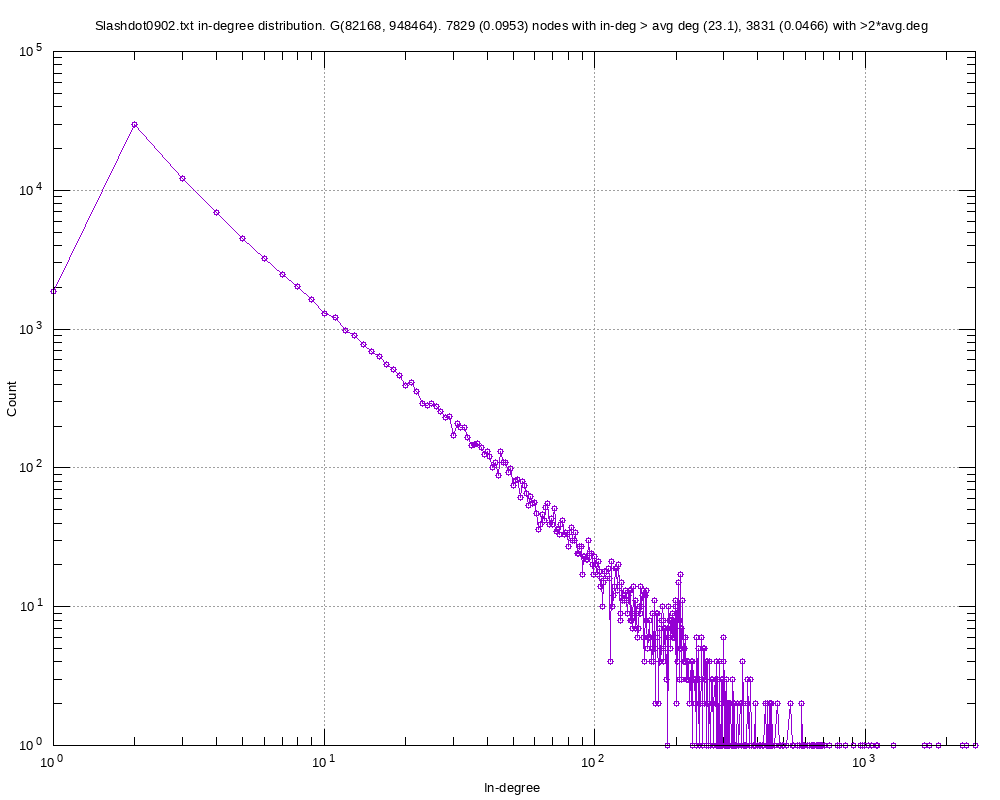 Slashdot0902.txt in-degree distribution. G(82168, 948464). 7829 (0.0953) nodes with in-deg > avg deg (23.1), 3831 (0.0466) with >2*avg.deg
10^5
10^4
10^3
10^2
10^1
10^0
Count
10^0 10^1 10^2 10^3
In-degree